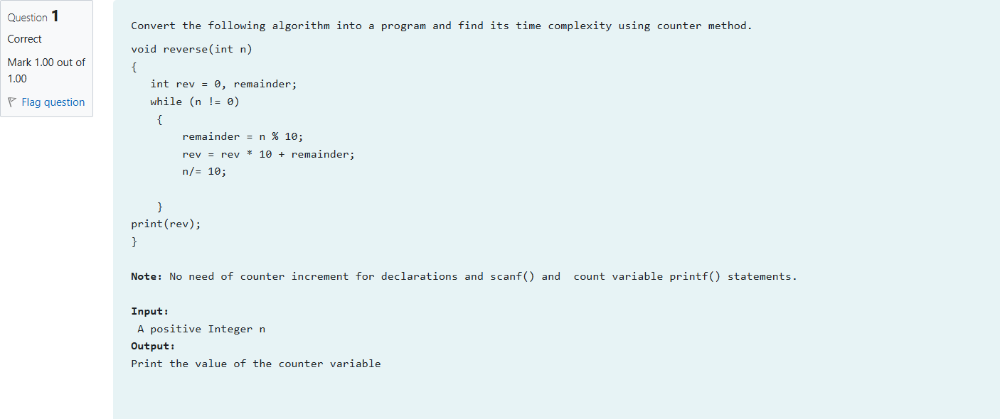 Question 1
Correct
Mark 1.00 out of
1.00
Flag question
Convert the following algorithm into a program and find its time complexity using counter method.
void reverse(int n)
{
   int rev = 0, remainder;
   while (n != 0)
    {
        remainder = n % 10;
        rev = rev * 10 + remainder;
        n/= 10;
    }
print(rev);
}
Note: No need of counter increment for declarations and scanf() and  count variable printf() statements.
Input:
 A positive Integer n
Output:
Print the value of the counter variable